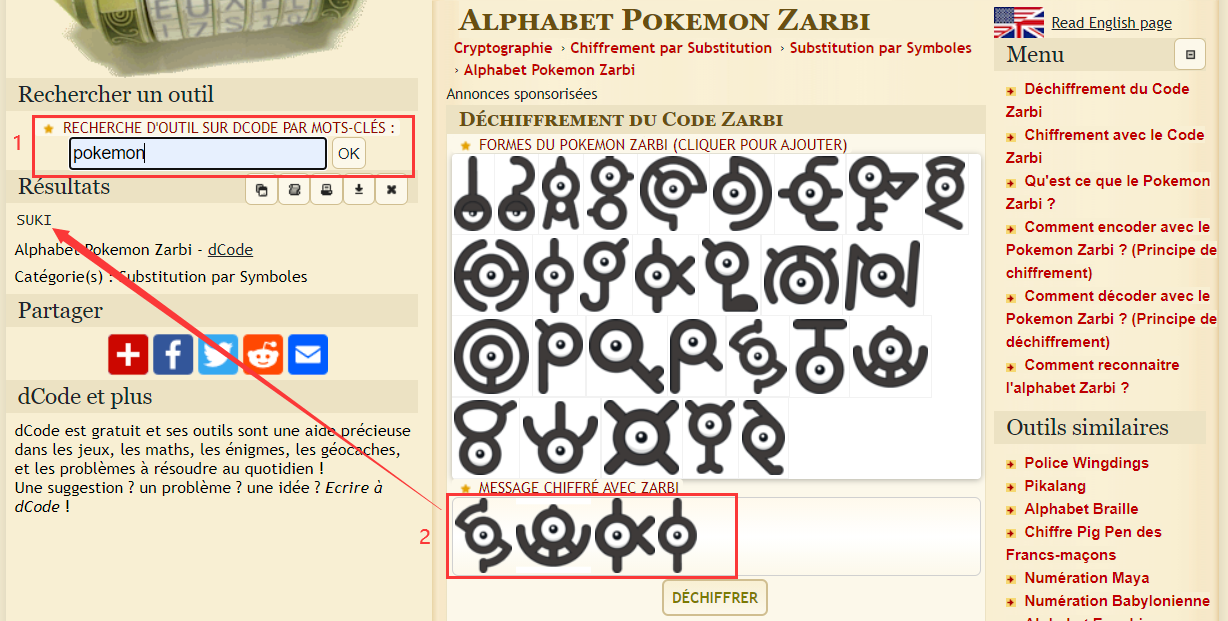 Rechercher un outil
1
RECHERCHE D'OUTIL SUR DCODE PAR MOTS-CLÉS :
pokemon
OK
Résultats
SUKI
Alphabet Pokemon Zarbi - dCode
Catégorie(s) : Substitution par Symboles
Partager
dCode et plus
dCode est gratuit et ses outils sont une aide précieuse
dans les jeux, les maths, les énigmes, les géocaches,
et les problèmes à résoudre au quotidien !
Une suggestion ? un problème ? une idée ? Ecrire à
dCode !
Alphabet Pokemon Zarbi
Cryptographie › Chiffrement par Substitution › Substitution par Symboles
› Alphabet Pokemon Zarbi
Annonces sponsorisées
Déchiffrement du Code Zarbi
FORMES DU POKEMON ZARBI (CLIQUER POUR AJOUTER)
MESSAGE CHIFFRÉ AVEC ZARBI
2
DÉCHIFFRER
Read English page
Menu
Déchiffrement du Code
Zarbi
Chiffrement avec le Code
Zarbi
Qu'est ce que le Pokemon
Zarbi ?
Comment encoder avec le
Pokemon Zarbi ? (Principe de
chiffrement)
Comment décoder avec le
Pokemon Zarbi ? (Principe de
déchiffrement)
Comment reconnaitre
l'alphabet Zarbi ?
Outils similaires
Police Wingdings
Pikalang
Alphabet Braille
Chiffre Pig Pen des
Francs-maçons
Numération Maya
Numération Babylonienne